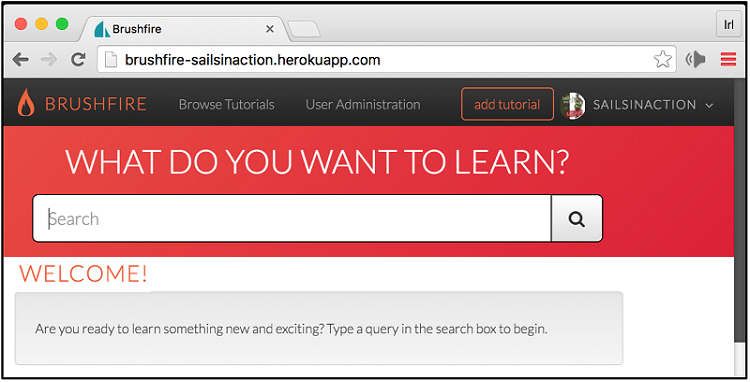 Brushfire
Irl
brushfire-sailsinaction.herokuapp.com
BRUSHFIRE Browse Tutorials User Administration add tutorial SAILSINACTION
WHAT DO YOU WANT TO LEARN?
Search
WELCOME!
Are you ready to learn something new and exciting? Type a query in the search box to begin.